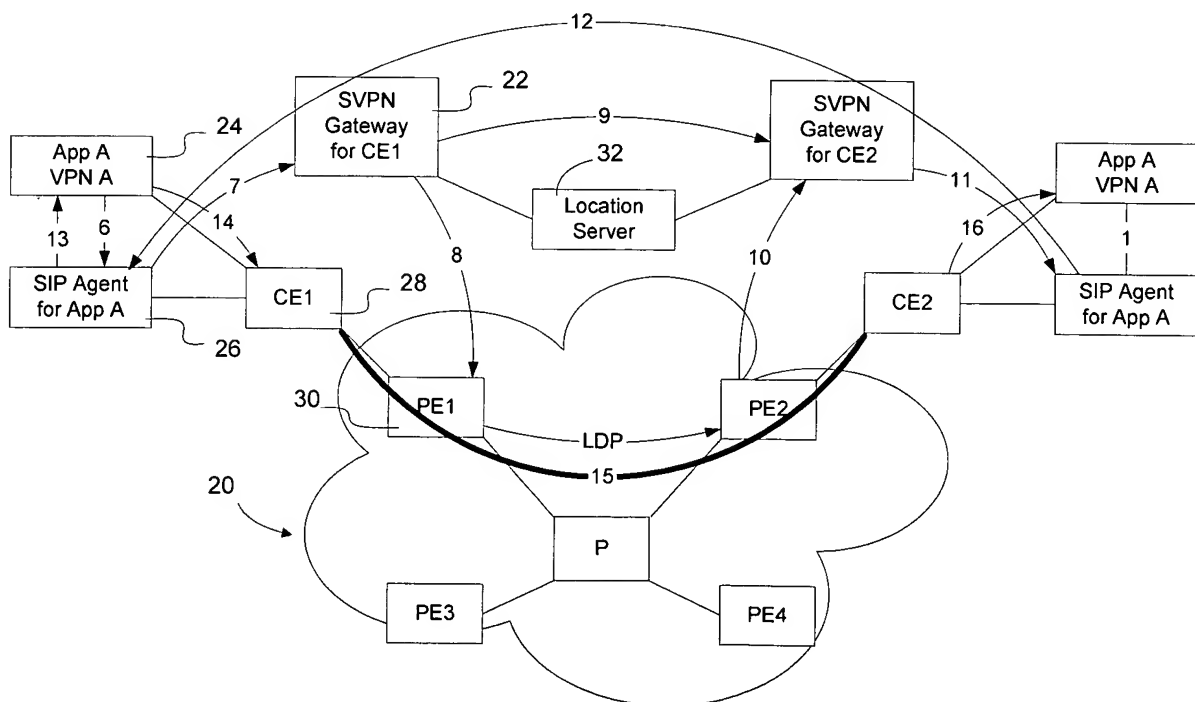 12
SVPN
Gateway
for CE1
22
9
SVPN
Gateway
for CE2
24
App A
VPN A
32
App A
VPN A
7
11
Location
Server
13
6
14
16
1
8
10
SIP Agent
for App A
CE1
28
CE2
SIP Agent
for App A
26
30
PE1
PE2
LDP
15
20
P
PE3
PE4